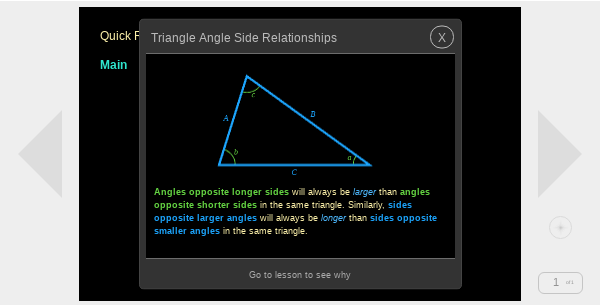 Quick F
Triangle Angle Side Relationships
X
Main
c
A
B
b
a
C
Angles opposite longer sides will always be larger than angles
opposite shorter sides in the same triangle. Similarly, sides
opposite larger angles will always be longer than sides opposite
smaller angles in the same triangle.
Go to lesson to see why
1 of 1